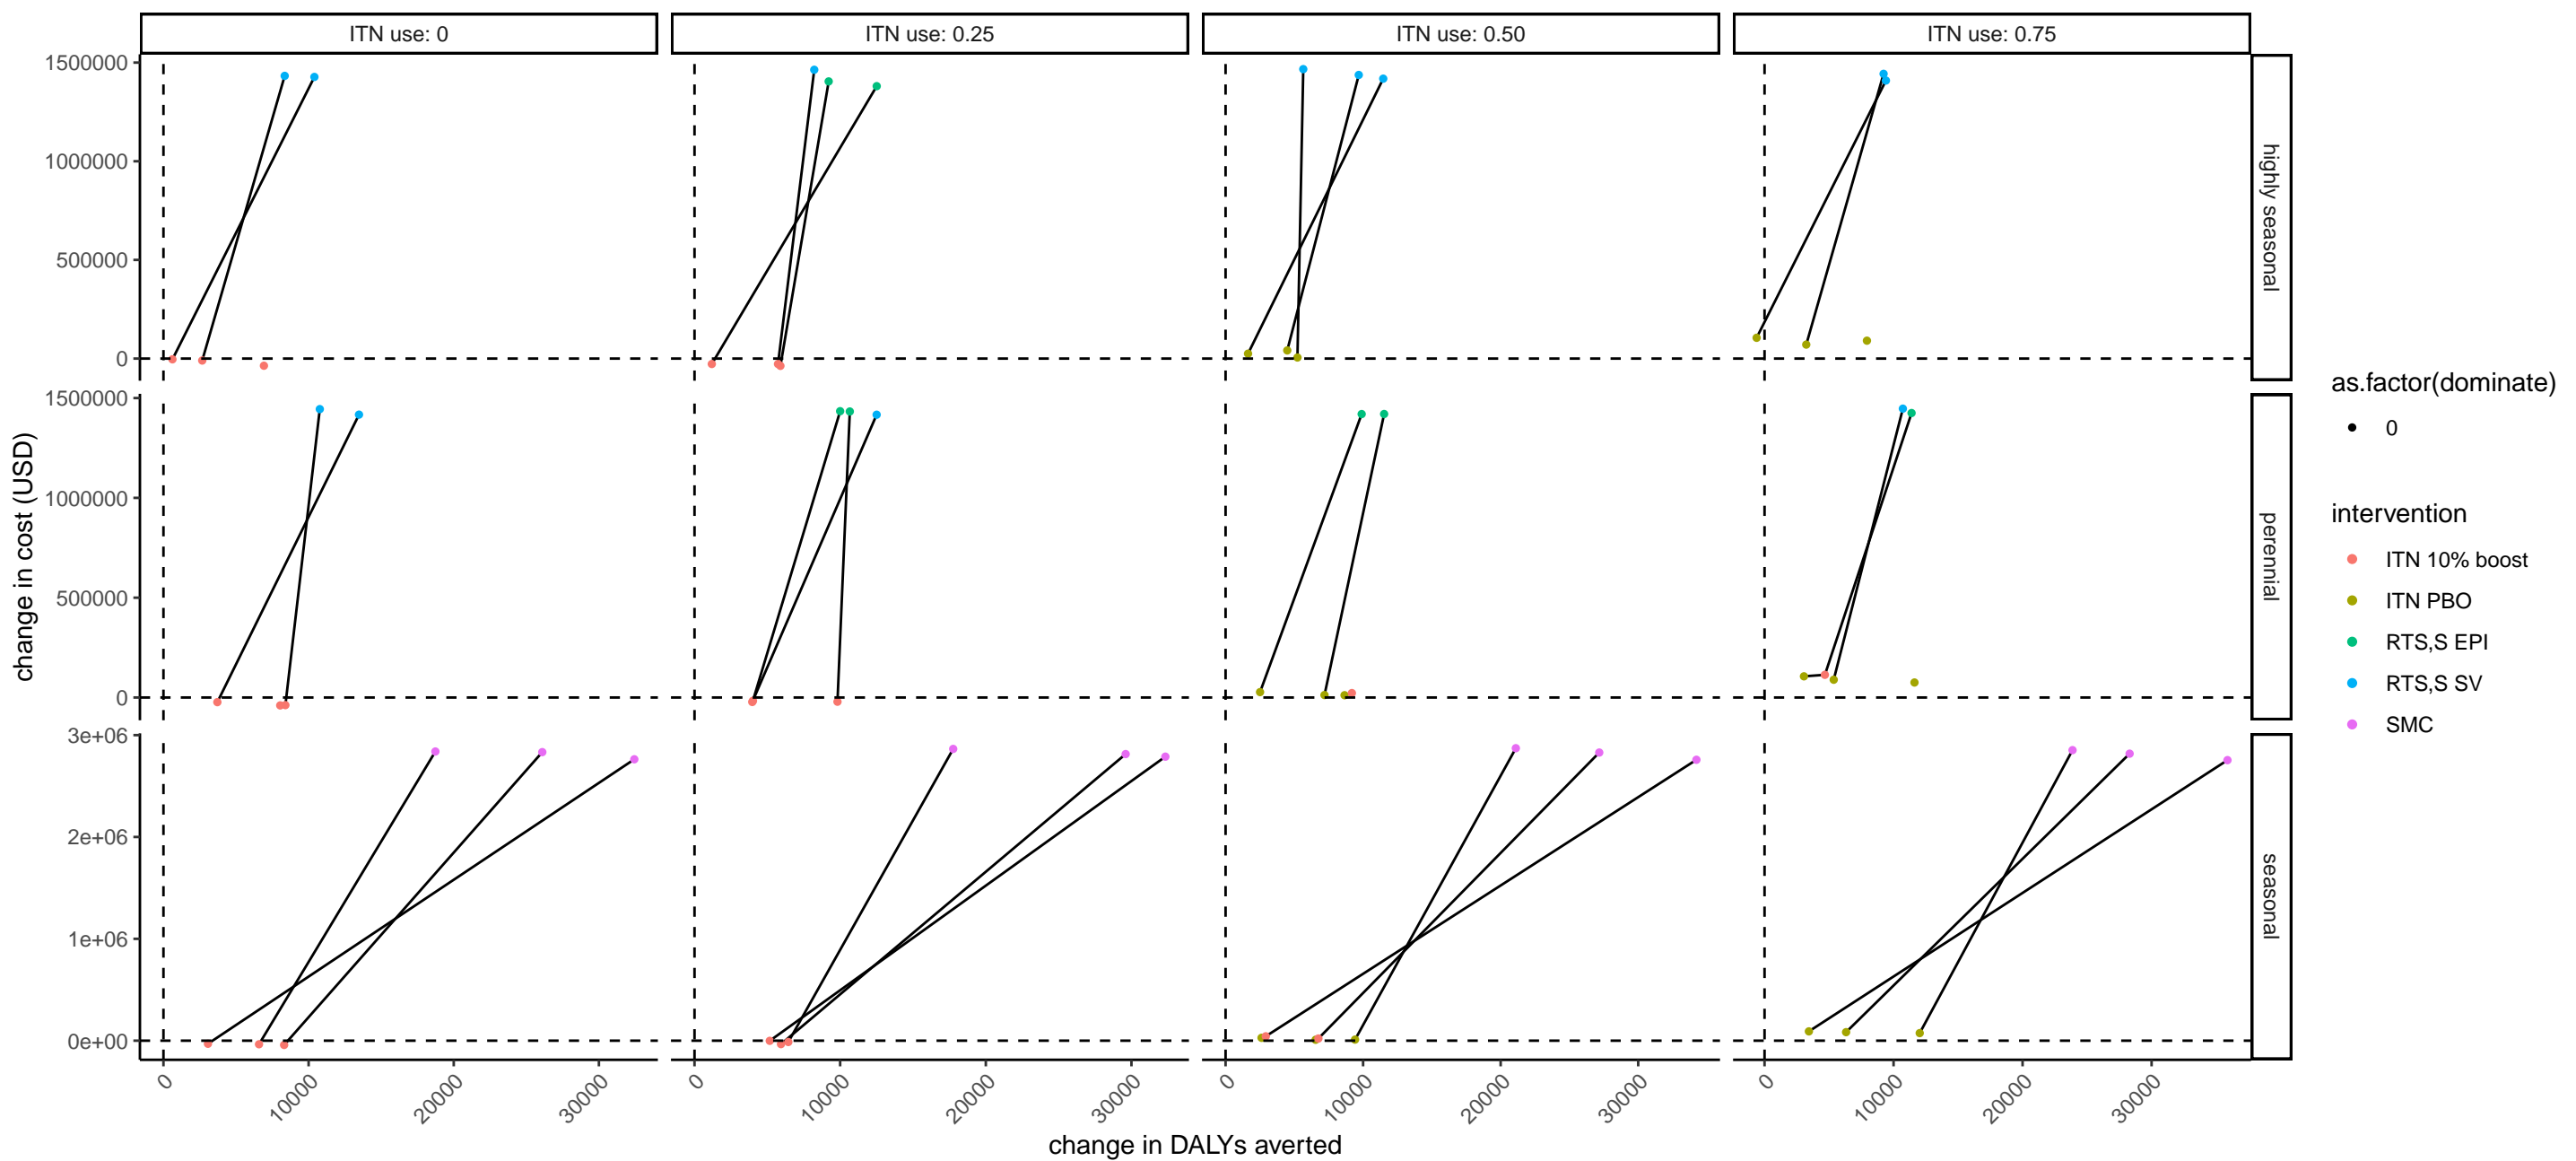 ITN use: 0
ITN use: 0.25
ITN use: 0.50
ITN use: 0.75
1500000
1000000
500000
0
highly seasonal
1500000
1000000
500000
0
perennial
3e+06
2e+06
1e+06
0e+00
seasonal
0
10000
20000
30000
0
10000
20000
30000
0
10000
20000
30000
0
10000
20000
30000
change in DALYs averted
change in cost (USD)
as.factor(dominate)
0
intervention
ITN 10% boost
ITN PBO
RTS,S EPI
RTS,S SV
SMC